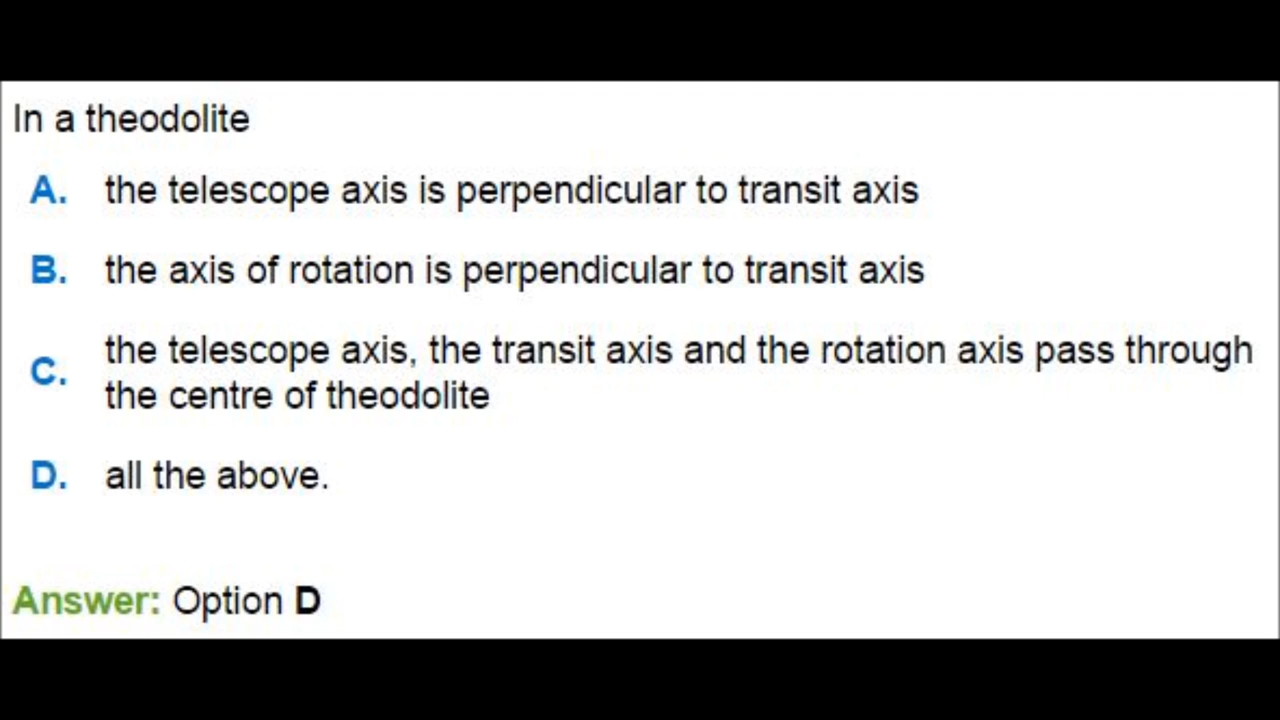 In a theodolite
A. the telescope axis is perpendicular to transit axis
B. the axis of rotation is perpendicular to transit axis
C. the telescope axis, the transit axis and the rotation axis pass through
the centre of theodolite
D. all the above.
Answer: Option D